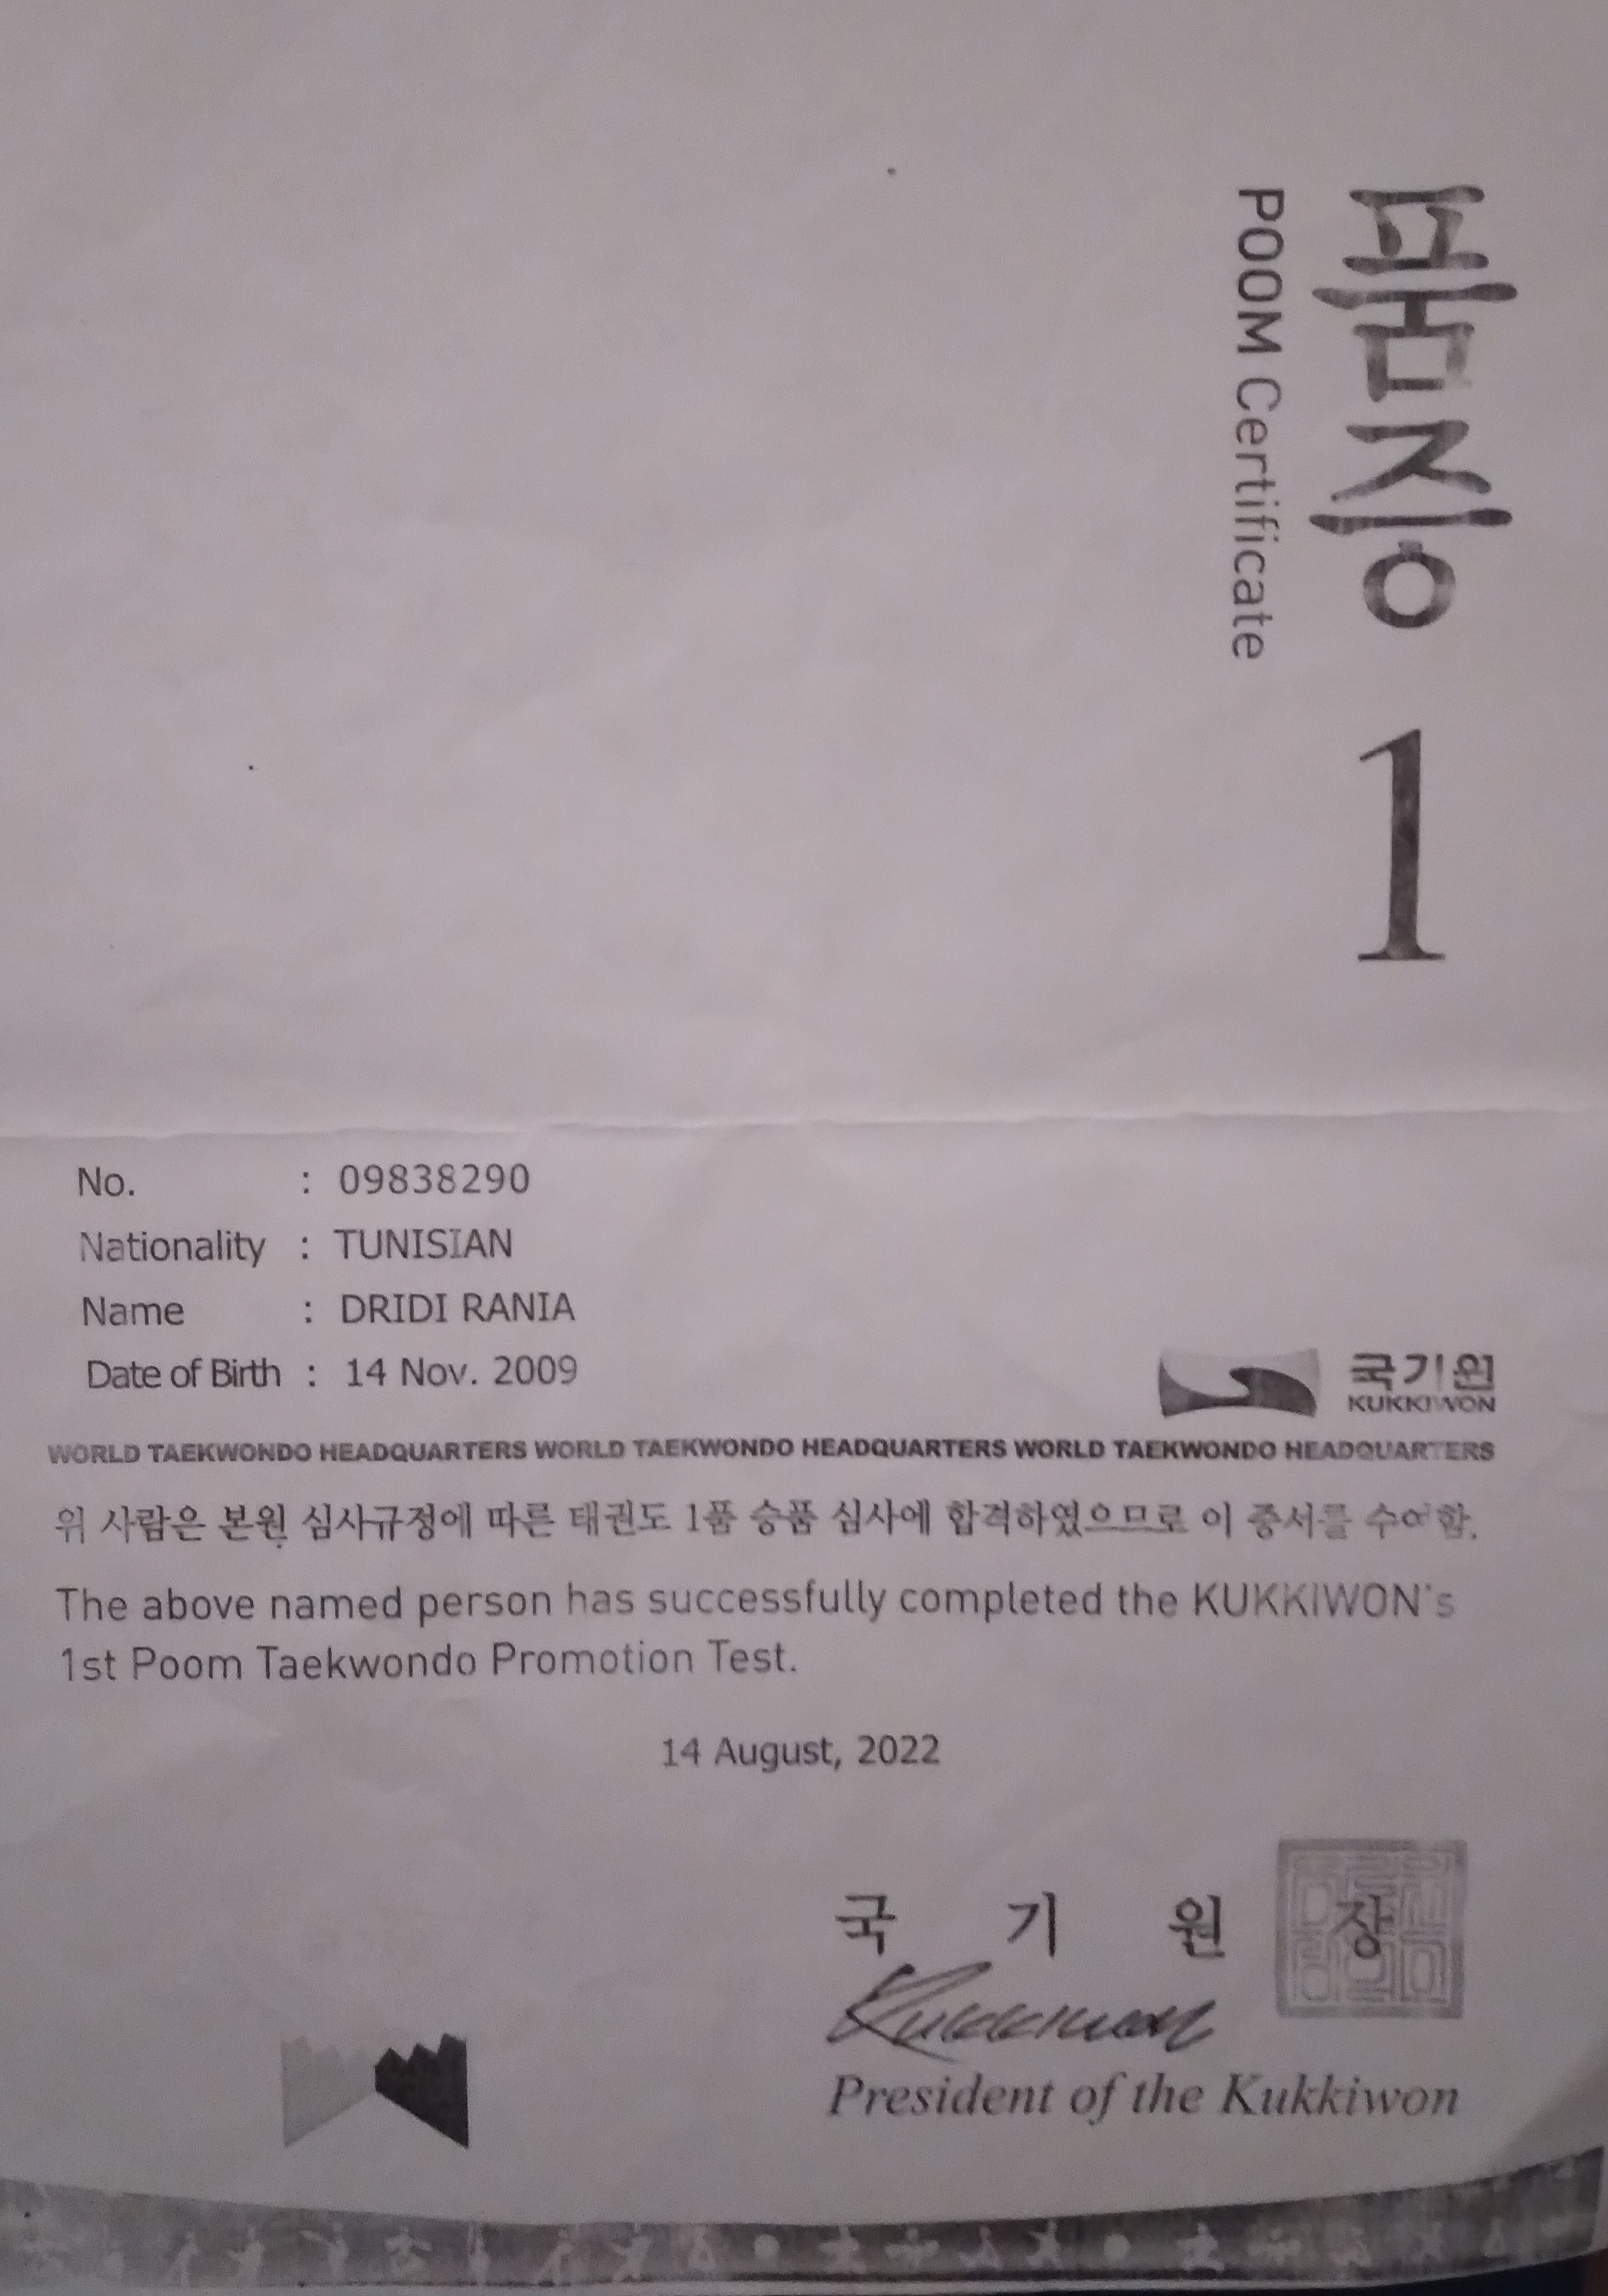 품증
POOM Certificate
1
No. : 09838290
Nationality : TUNISIAN
Name : DRIDI RANIA
Date of Birth : 14 Nov. 2009
국기원
KUKKIWON
WORLD TAEKWONDO HEADQUARTERS WORLD TAEKWONDO HEADQUARTERS WORLD TAEKWONDO HEADQUARTERS
위 사람은 본원 심사규정에 따른 태권도 1품 승품 심사에 합격하였으므로 이 증서를 수여함.
The above named person has successfully completed the KUKKIWON's
1st Poom Taekwondo Promotion Test.
14 August, 2022
국 기 원 장
Kukkiwon
President of the Kukkiwon